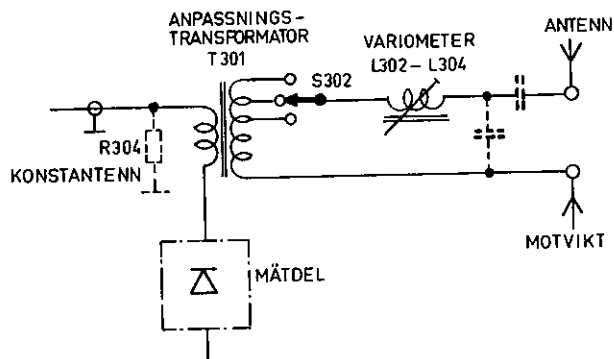 ANPASSNINGS-
TRANSFORMATOR
T301
VARIOMETER
L302-L304
ANTENN
S302
R304
KONSTANTENN
MOTVIKT
MÄTDEL